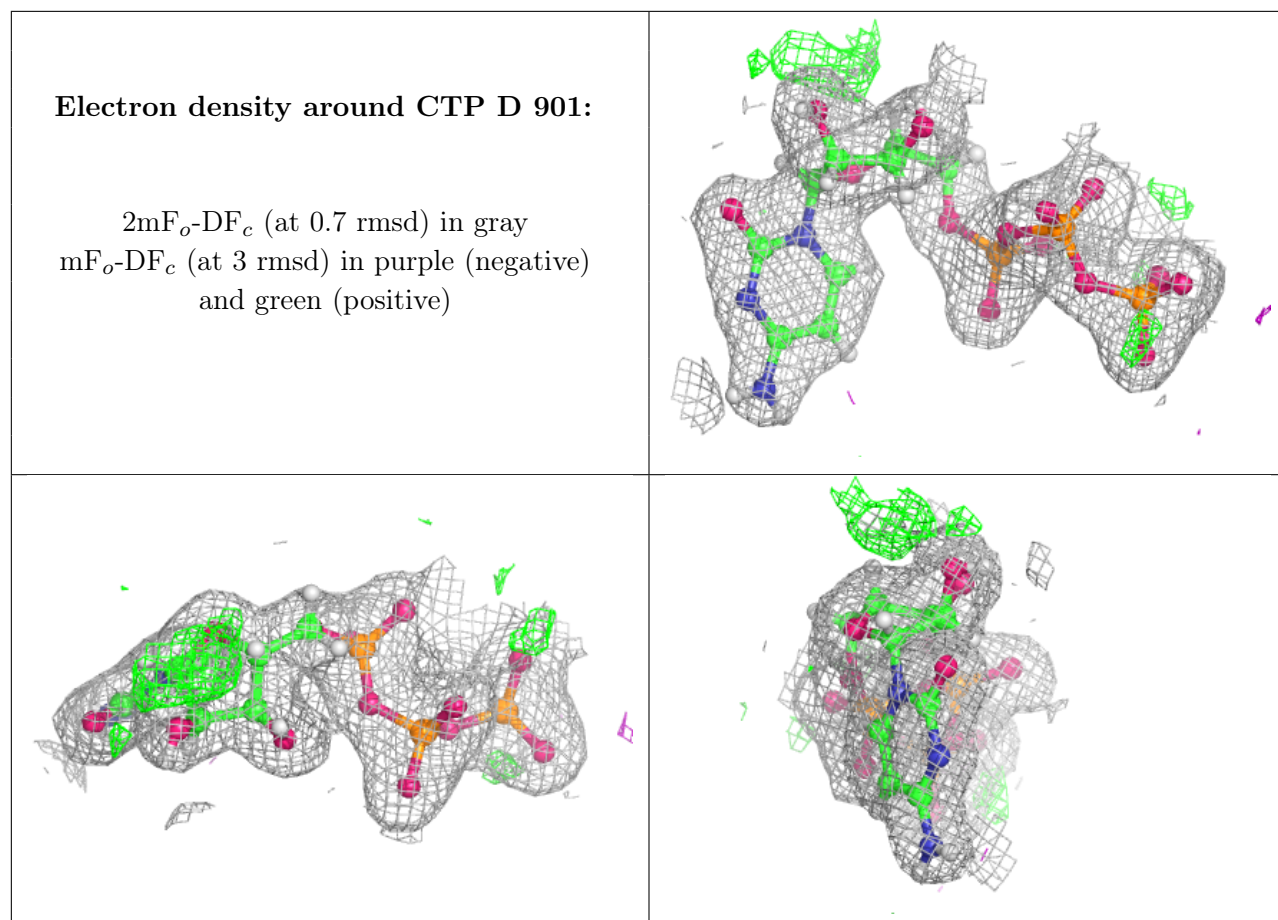 Electron density around CTP D 901:
2mFo-DFc (at 0.7 rmsd) in gray
mFo-DFc (at 3 rmsd) in purple (negative)
and green (positive)